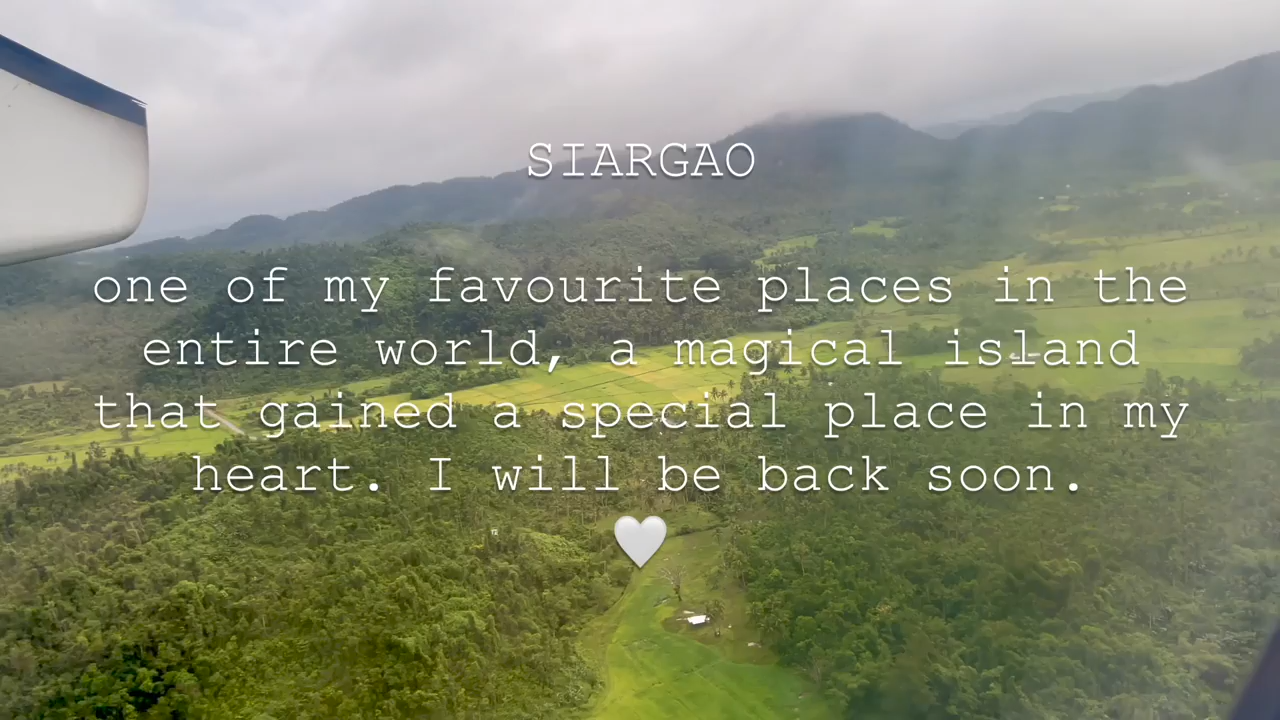 SIARGAO
one of my favourite places in the
entire world, a magical island
that gained a special place in my
heart. I will be back soon.
🤍